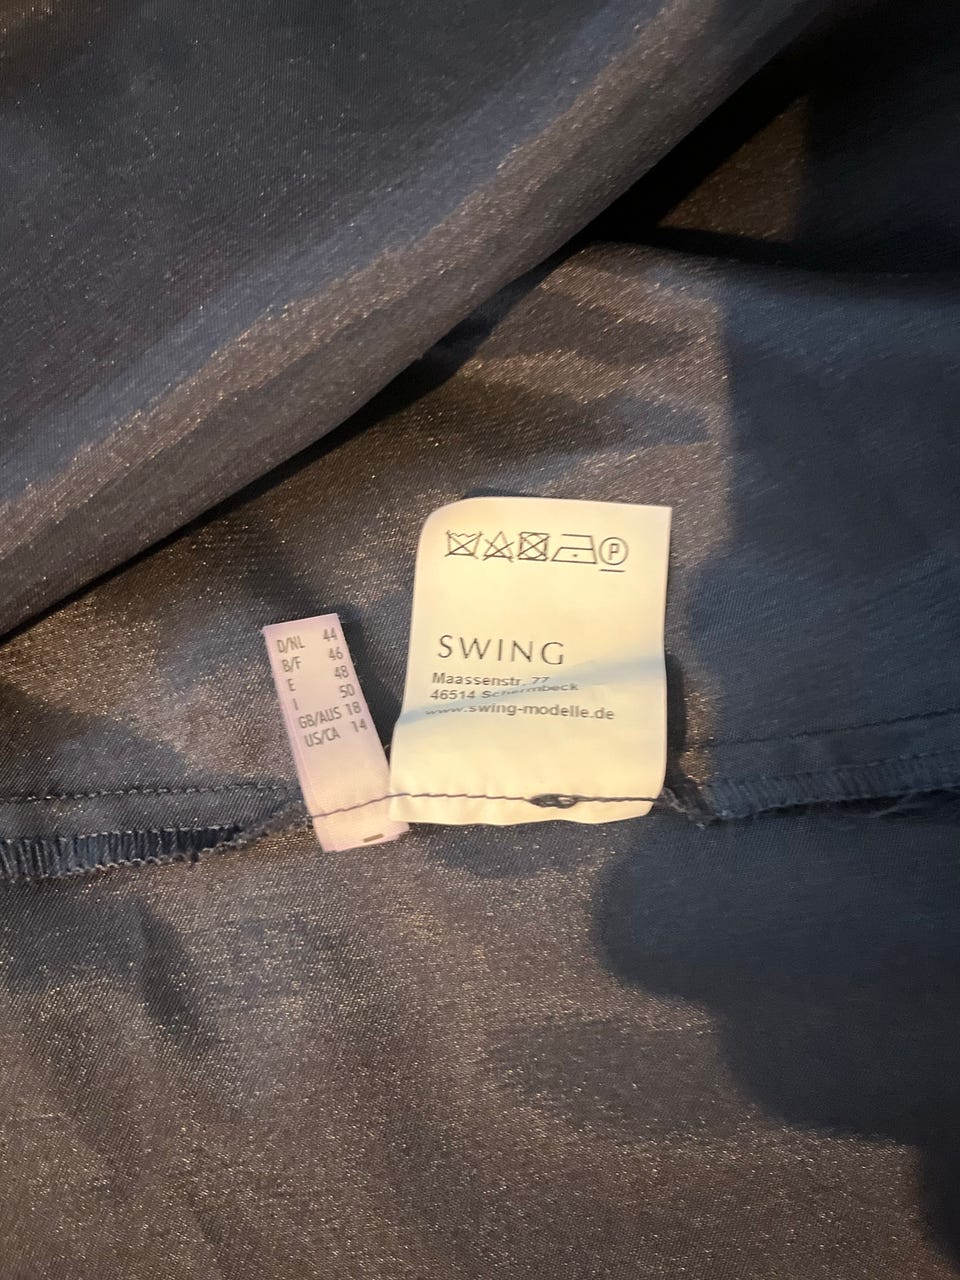 P
SWING
Maassenstr. 77
46514 Schermbeck
www.swing-modelle.de
D/NL 44
B/F 46
E 48
I 50
GB/AUS 18
US/CA 14